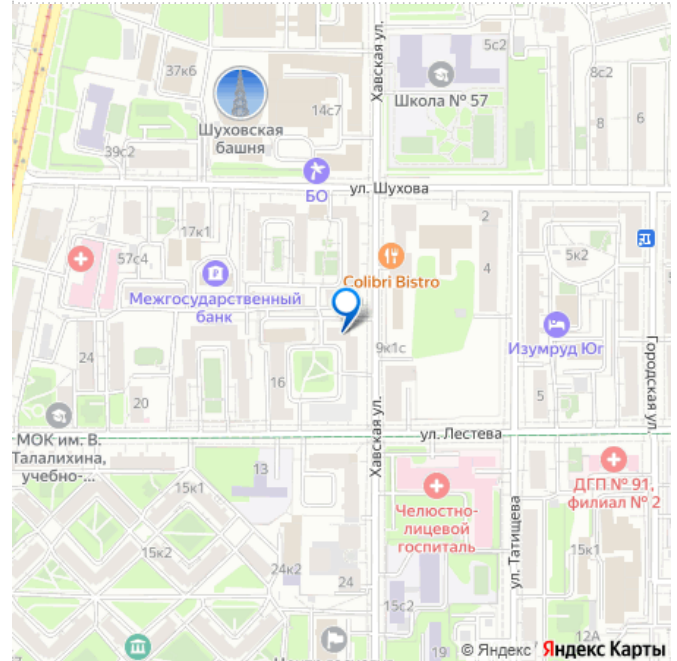 5с2
37к6
Хавская ул.
8с2
Школа № 57
14с7
8
6
Шуховская
башня
39с2
ул. Шухова
БО
2
17к1
57с4
5к2
4
Colibri Bistro
Межгосударственный
банк
9к1с
Изумруд Юг
24
16
5
20
Городская ул.
Хавская ул.
ул. Лестева
МОК им. В.
Талалихина,
учебно-...
13
ДГП № 91,
филиал № 2
15к1
Челюстно-
лицевой
госпиталь
ул. Татищева
15к2
15к1
24к2
24
15с2
12А
19
© Яндекс Яндекс Карты